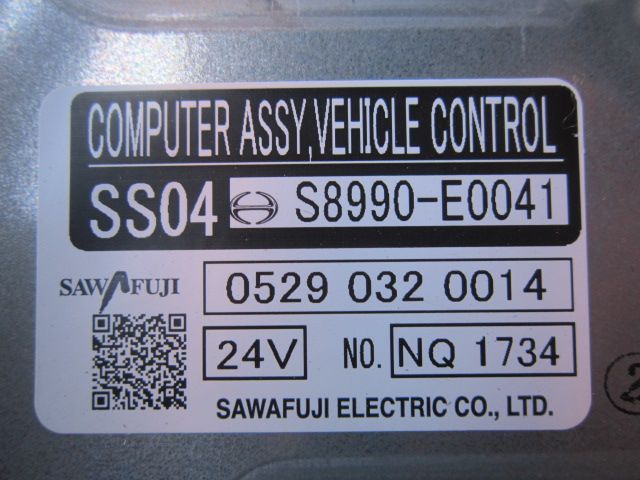 COMPUTER ASSY,VEHICLE CONTROL
SS04 S8990-E0041
SAWAFUJI 0529 032 0014
24V NO. NQ 1734
SAWAFUJI ELECTRIC CO., LTD.
2